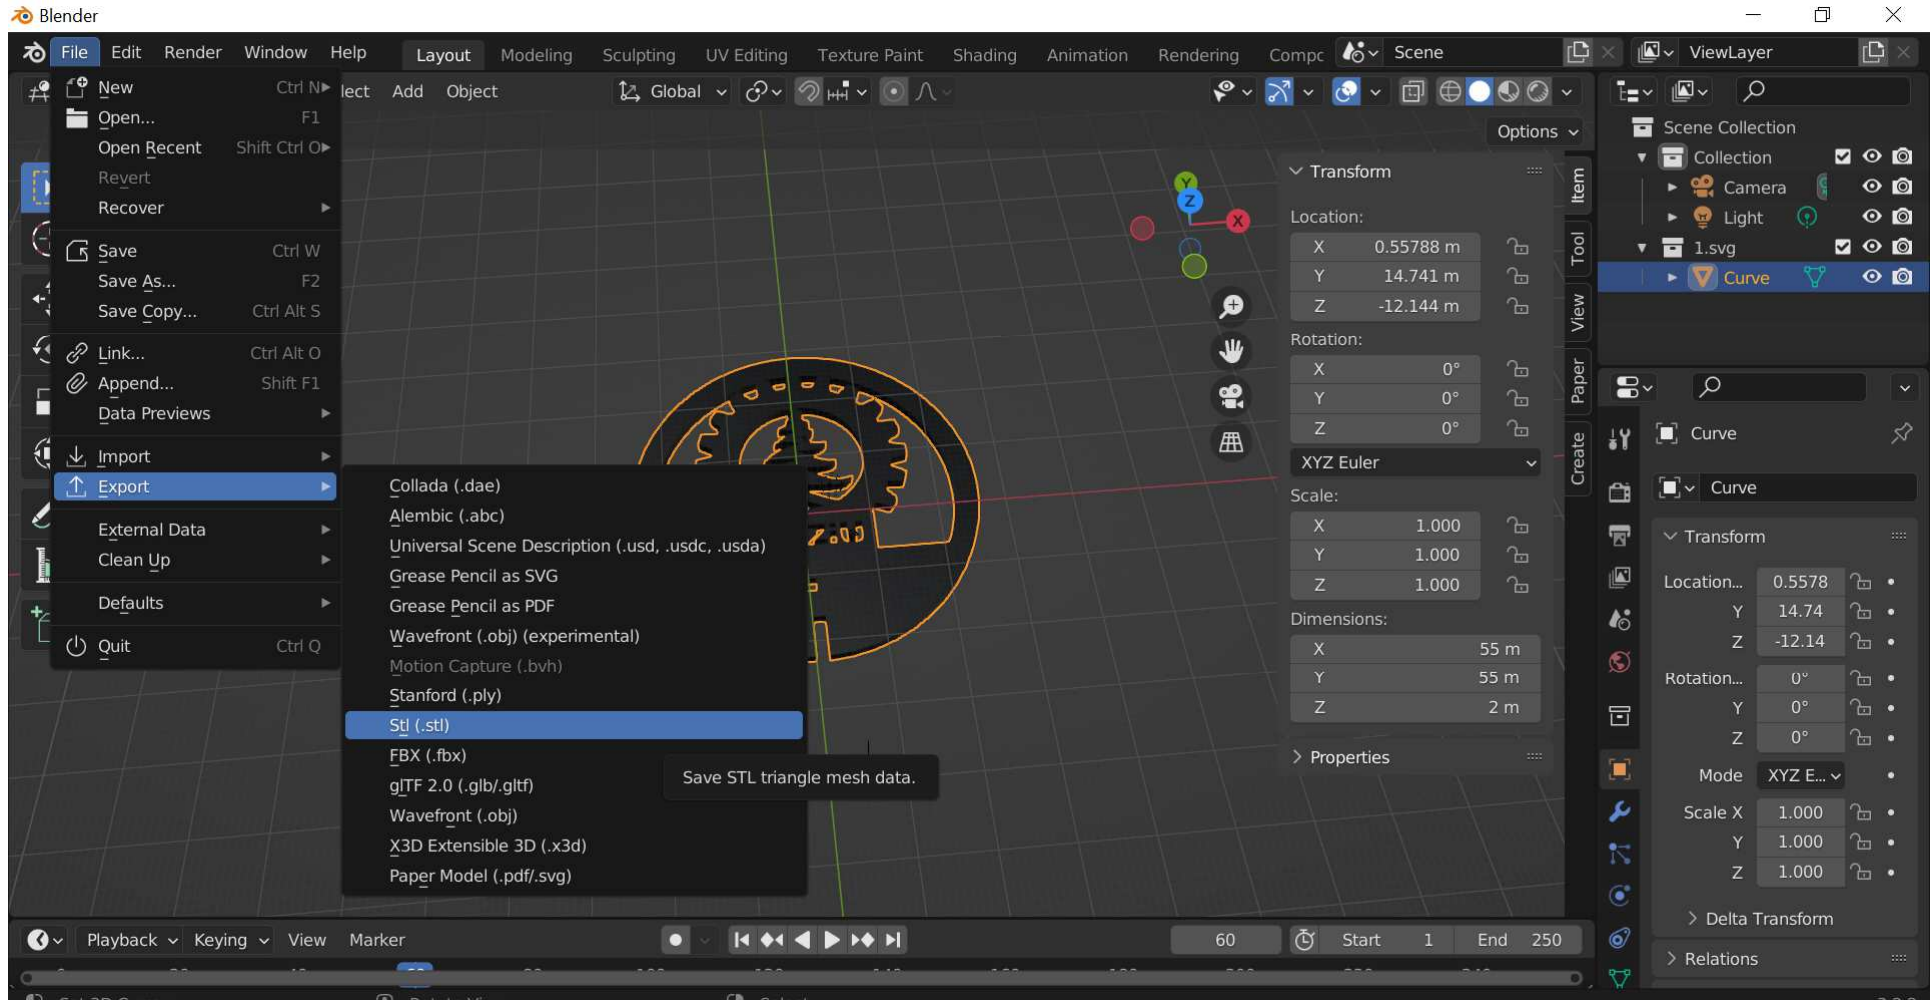 Blender
File Edit Render Window Help Layout Modeling Sculpting UV Editing Texture Paint Shading Animation Rendering Compc Scene ViewLayer
New Ctrl N
lect Add Object Global
Open... F1
Options
Open Recent Shift Ctrl O
Revert
Recover
Save Ctrl W
Save As... F2
Save Copy... Ctrl Alt S
Link... Ctrl Alt O
Append... Shift F1
Data Previews
Import
Export
External Data
Clean Up
Defaults
Quit Ctrl Q
Collada (.dae)
Alembic (.abc)
Universal Scene Description (.usd, .usdc, .usda)
Grease Pencil as SVG
Grease Pencil as PDF
Wavefront (.obj) (experimental)
Motion Capture (.bvh)
Stanford (.ply)
Stl (.stl)
FBX (.fbx)
glTF 2.0 (.glb/.gltf)
Wavefront (.obj)
X3D Extensible 3D (.x3d)
Paper Model (.pdf/.svg)
Save STL triangle mesh data.
Y
Z
X
Transform
Location:
X 0.55788 m
Y 14.741 m
Z -12.144 m
Rotation:
X 0°
Y 0°
Z 0°
XYZ Euler
Scale:
X 1.000
Y 1.000
Z 1.000
Dimensions:
X 55 m
Y 55 m
Z 2 m
Properties
Item
Tool
View
Paper
Create
Scene Collection
Collection
Camera
Light
1.svg
Curve
Curve
Curve
Transform
Location... 0.5578
Y 14.74
Z -12.14
Rotation... 0°
Y 0°
Z 0°
Mode XYZ E...
Scale X 1.000
Y 1.000
Z 1.000
Delta Transform
Relations
Playback Keying View Marker 60 Start 1 End 250